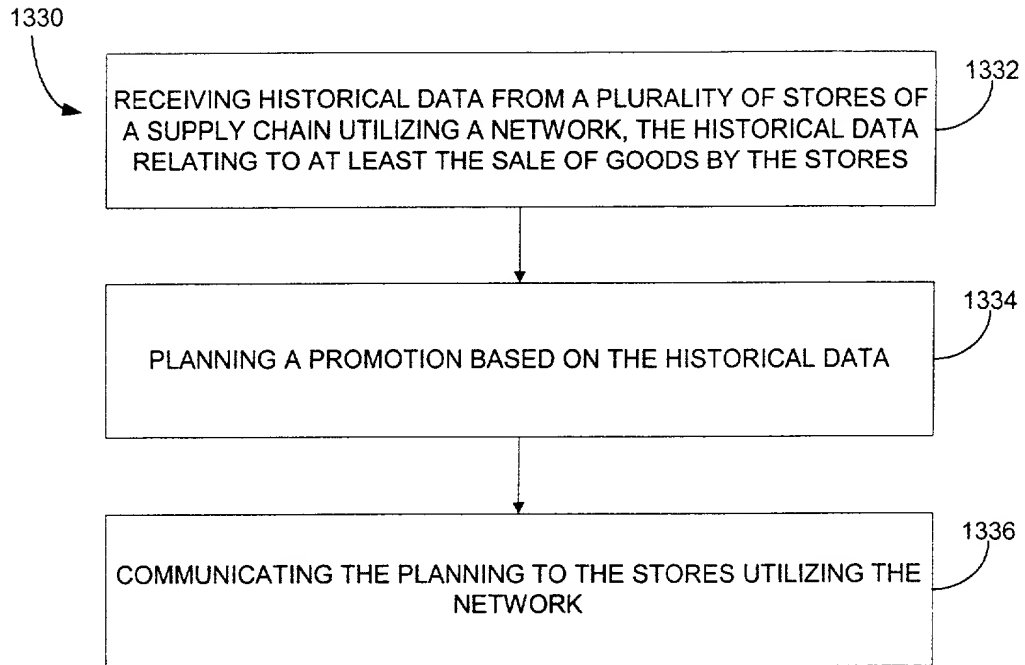 1330
1332
RECEIVING HISTORICAL DATA FROM A PLURALITY OF STORES OF
A SUPPLY CHAIN UTILIZING A NETWORK, THE HISTORICAL DATA
RELATING TO AT LEAST THE SALE OF GOODS BY THE STORES
1334
PLANNING A PROMOTION BASED ON THE HISTORICAL DATA
1336
COMMUNICATING THE PLANNING TO THE STORES UTILIZING THE
NETWORK